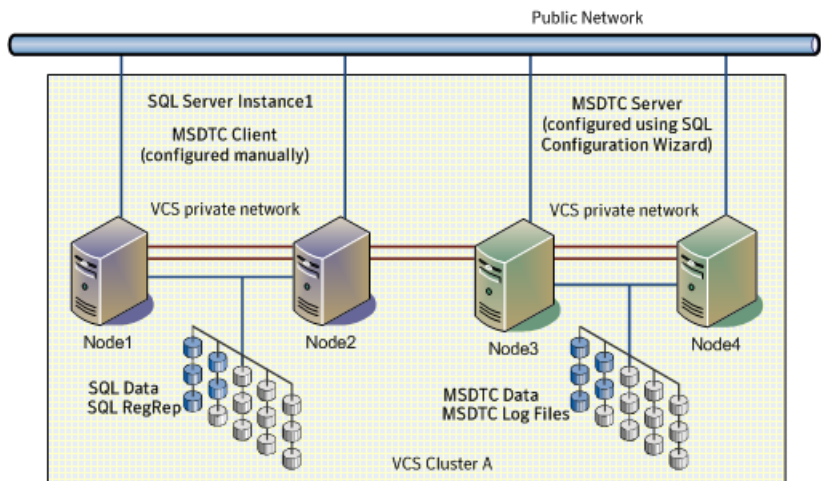 Public Network
SQL Server Instance1
MSDTC Client
(configured manually)
MSDTC Server
(configured using SQL
Configuration Wizard)
VCS private network
VCS private network
Node1
Node2
Node3
Node4
SQL Data
SQL RegRep
MSDTC Data
MSDTC Log Files
VCS Cluster A